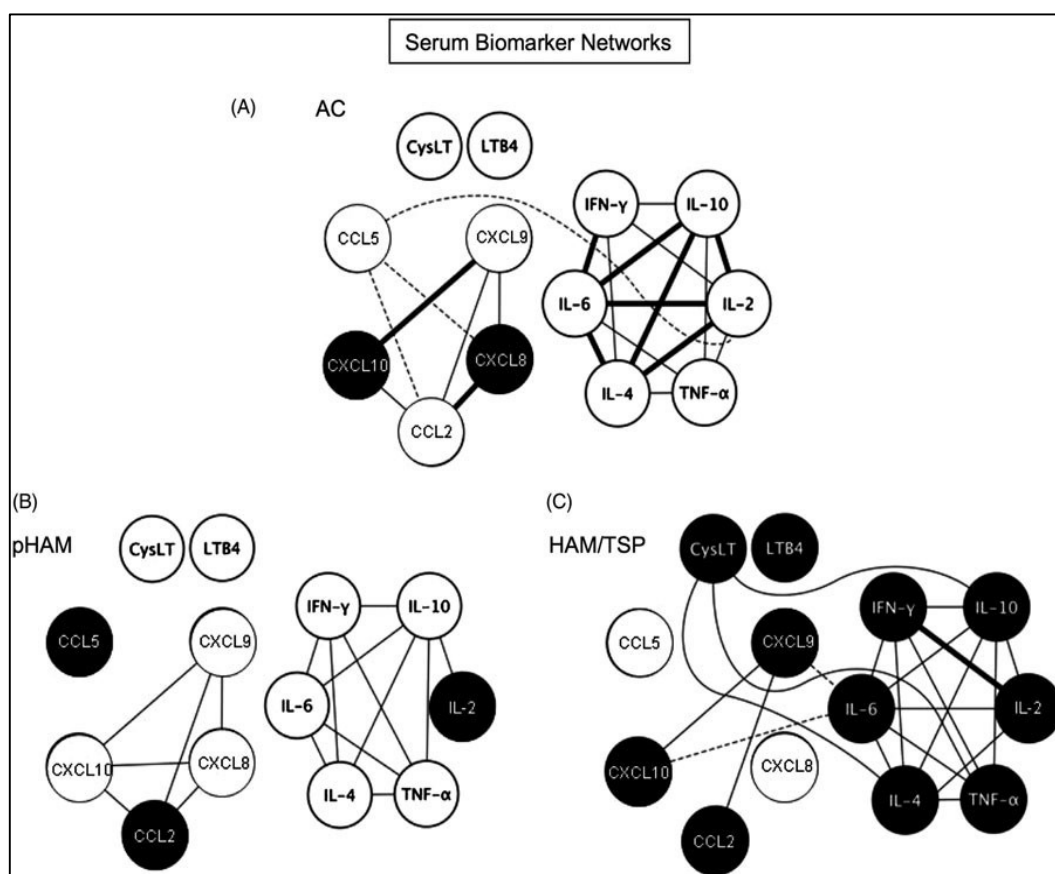 Serum Biomarker Networks
(A) AC
CysLT LTB4
IFN-γ IL-10
CCL5 CXCL9
IL-6 IL-2
CXCL10 CXCL8
IL-4 TNF-α
CCL2
(B)
pHAM
CysLT LTB4
IFN-γ IL-10
CCL5 CXCL9
IL-6 IL-2
CXCL10 CXCL8
IL-4 TNF-α
CCL2
(C)
HAM/TSP
CysLT LTB4
IFN-γ IL-10
CCL5 CXCL9
IL-6 IL-2
CXCL10 CXCL8
IL-4 TNF-α
CCL2